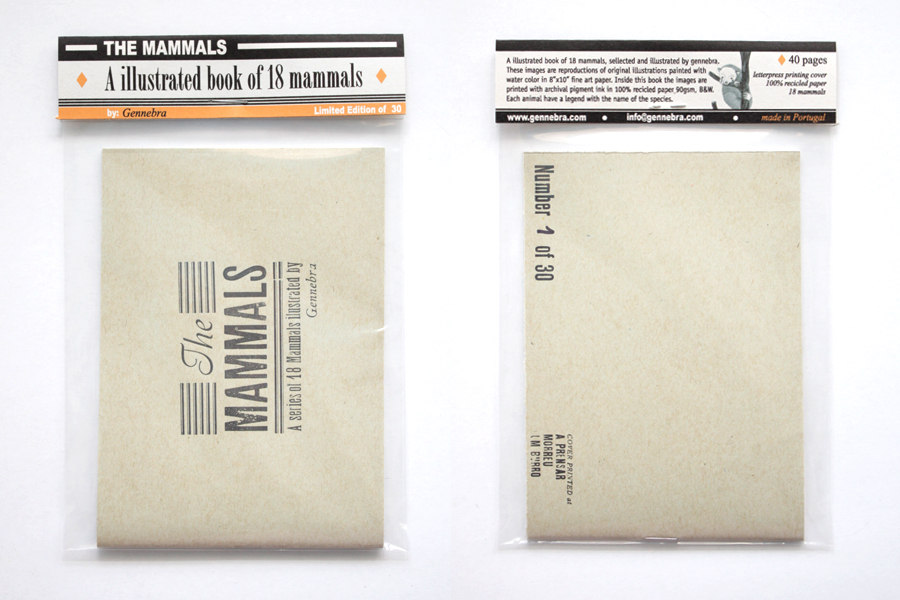 THE MAMMALS
A illustrated book of 18 mammals
by: Gennebra
Limited Edition of 30
The
MAMMALS
A series of 18 Mammals illustrated by
Gennebra
A illustrated book of 18 mammals, sellected and illustrated by gennebra.
These images are reproductions of original illustrations painted with
water color in 8"x10" fine art paper. Inside this book the images are
printed with archival pigment ink in 100% recicled paper 90gsm, B&W.
Each animal have a legend with the name of the species.
40 pages
letterpress printing cover
100% recicled paper
18 mamals
www.gennebra.com
info@gennebra.com
made in Portugal
Number 1 of 30
COVER PRINTED at
A PRENSAR
MORREU
UM BURRO